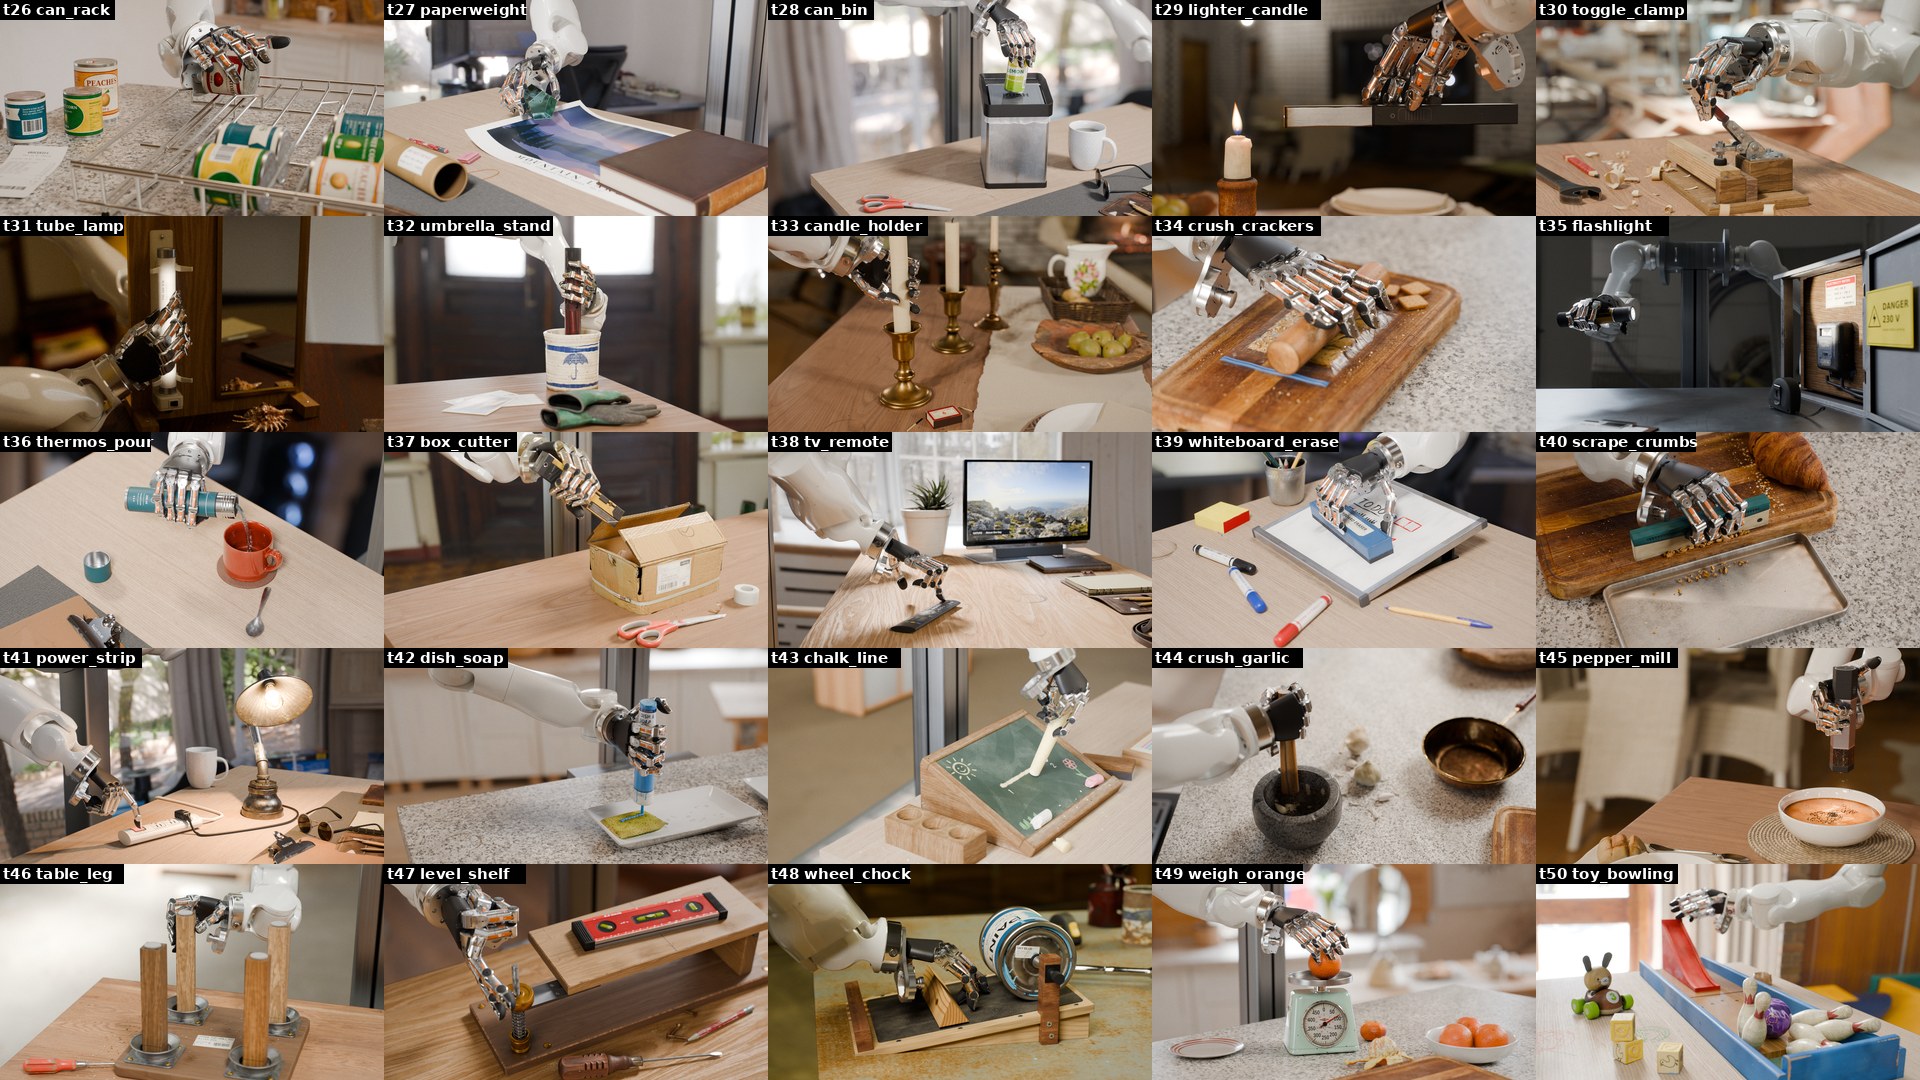 t26 can_rack
t27 paperweight
t28 can_bin
t29 lighter_candle
t30 toggle_clamp
PEACHES
t31 tube_lamp
t32 umbrella_stand
t33 candle_holder
t34 crush_crackers
t35 flashlight
DANGER
230 V
t36 thermos_pour
t37 box_cutter
t38 tv_remote
t39 whiteboard_erase
t40 scrape_crumbs
TODO
t41 power_strip
t42 dish_soap
t43 chalk_line
t44 crush_garlic
t45 pepper_mill
t46 table_leg
t47 level_shelf
t48 wheel_chock
t49 weigh_orange
t50 toy_bowling
PAIN